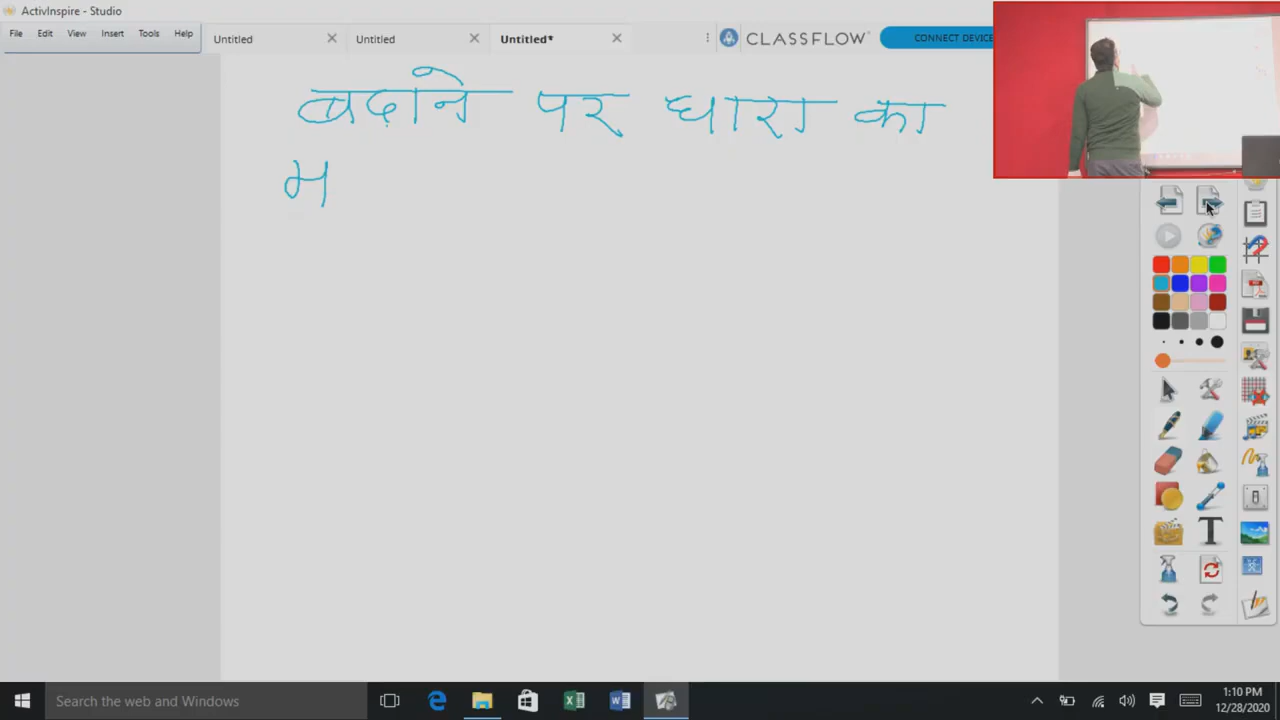 ActivInspire - Studio
File Edit View Insert Tools Help
Untitled Untitled Untitled* CLASSFLOW CONNECT DEVICE
बढ़ाने पर धारा का
म
T
Search the web and Windows
1:10 PM
12/28/2020